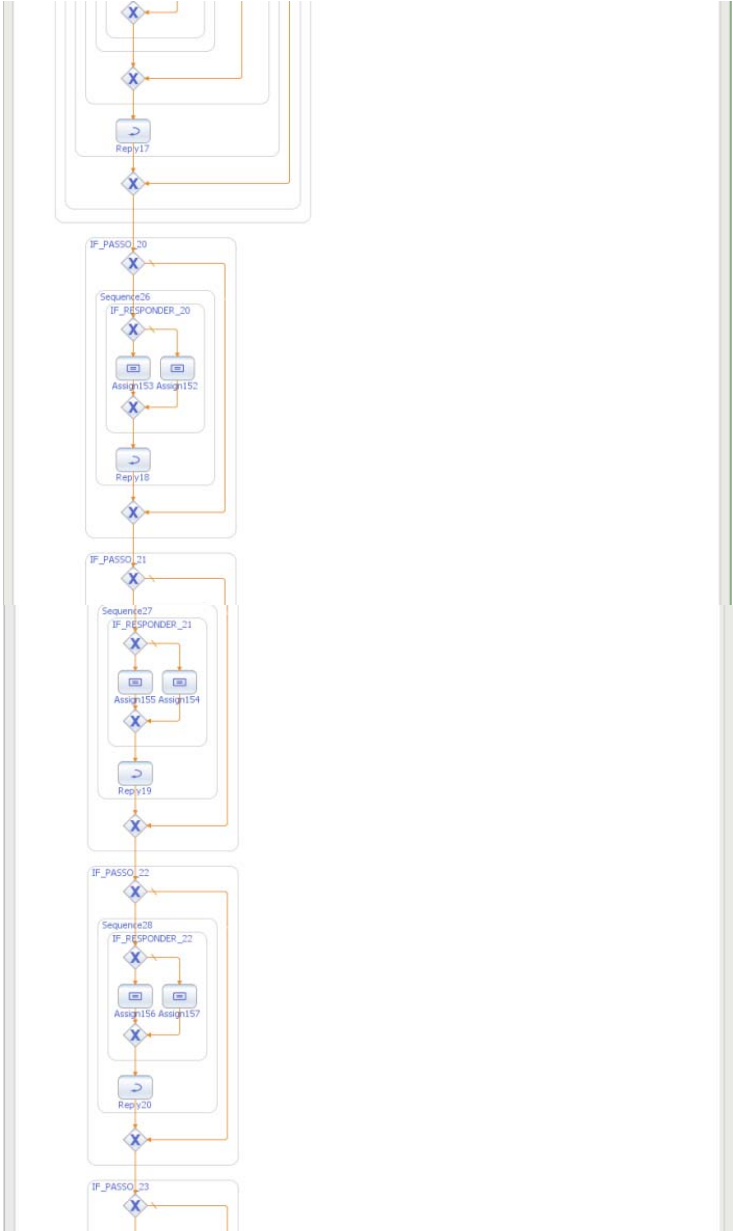 Reply17
IF_PASSO_20
Sequence26
IF_RESPONDER_20
Assign153 Assign152
Reply18
IF_PASSO_21
Sequence27
IF_RESPONDER_21
Assign155 Assign154
Reply19
IF_PASSO_22
Sequence28
IF_RESPONDER_22
Assign156 Assign157
Reply20
IF_PASSO_23